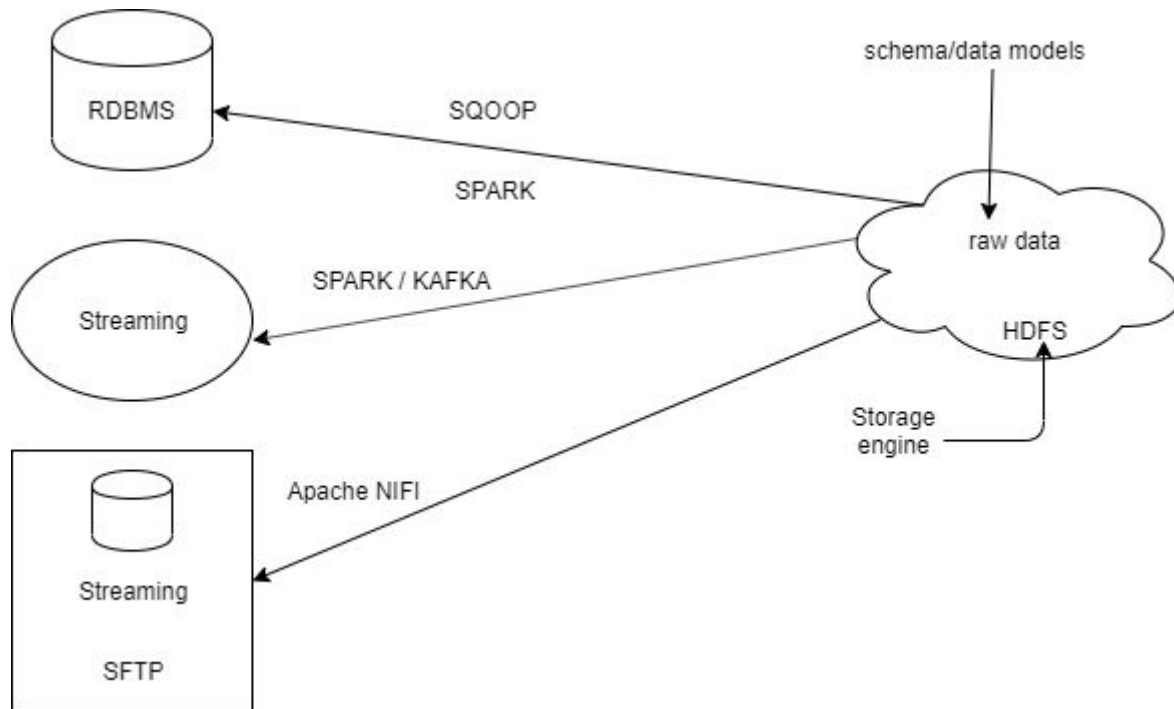 schema/data models
RDBMS
SQOOP
SPARK
raw data
SPARK / KAFKA
Streaming
HDFS
Storage
engine
Apache NIFI
Streaming
SFTP